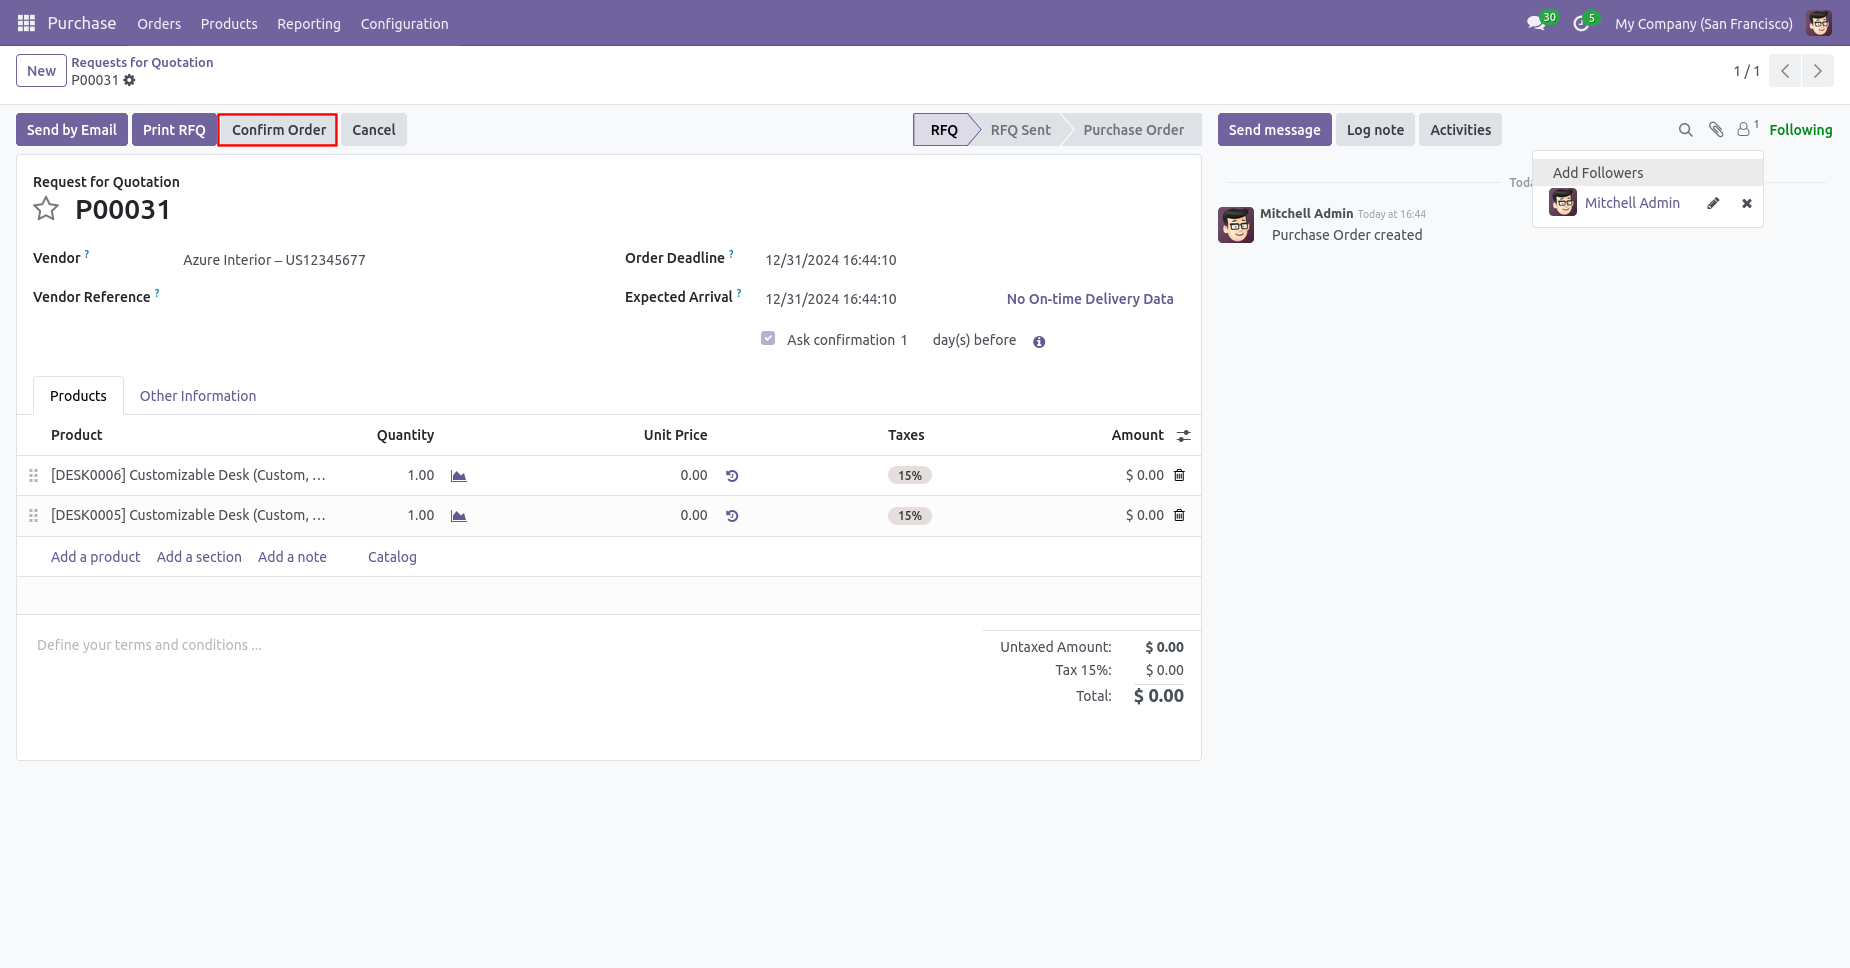 Purchase Orders Products Reporting Configuration 30 5 My Company (San Francisco)
New Requests for Quotation
P00031
1 / 1
Send by Email Print RFQ Confirm Order Cancel RFQ RFQ Sent Purchase Order Send message Log note Activities 1 Following
Add Followers
Mitchell Admin
Toda
Mitchell Admin Today at 16:44
Purchase Order created
Request for Quotation
P00031
Vendor ? Azure Interior – US12345677 Order Deadline ? 12/31/2024 16:44:10
Vendor Reference ? Expected Arrival ? 12/31/2024 16:44:10 No On-time Delivery Data
Ask confirmation 1 day(s) before
Products Other Information
Product Quantity Unit Price Taxes Amount
[DESK0006] Customizable Desk (Custom, ... 1.00 0.00 15% $ 0.00
[DESK0005] Customizable Desk (Custom, ... 1.00 0.00 15% $ 0.00
Add a product Add a section Add a note Catalog
Define your terms and conditions ...
Untaxed Amount: $ 0.00
Tax 15%: $ 0.00
Total: $ 0.00